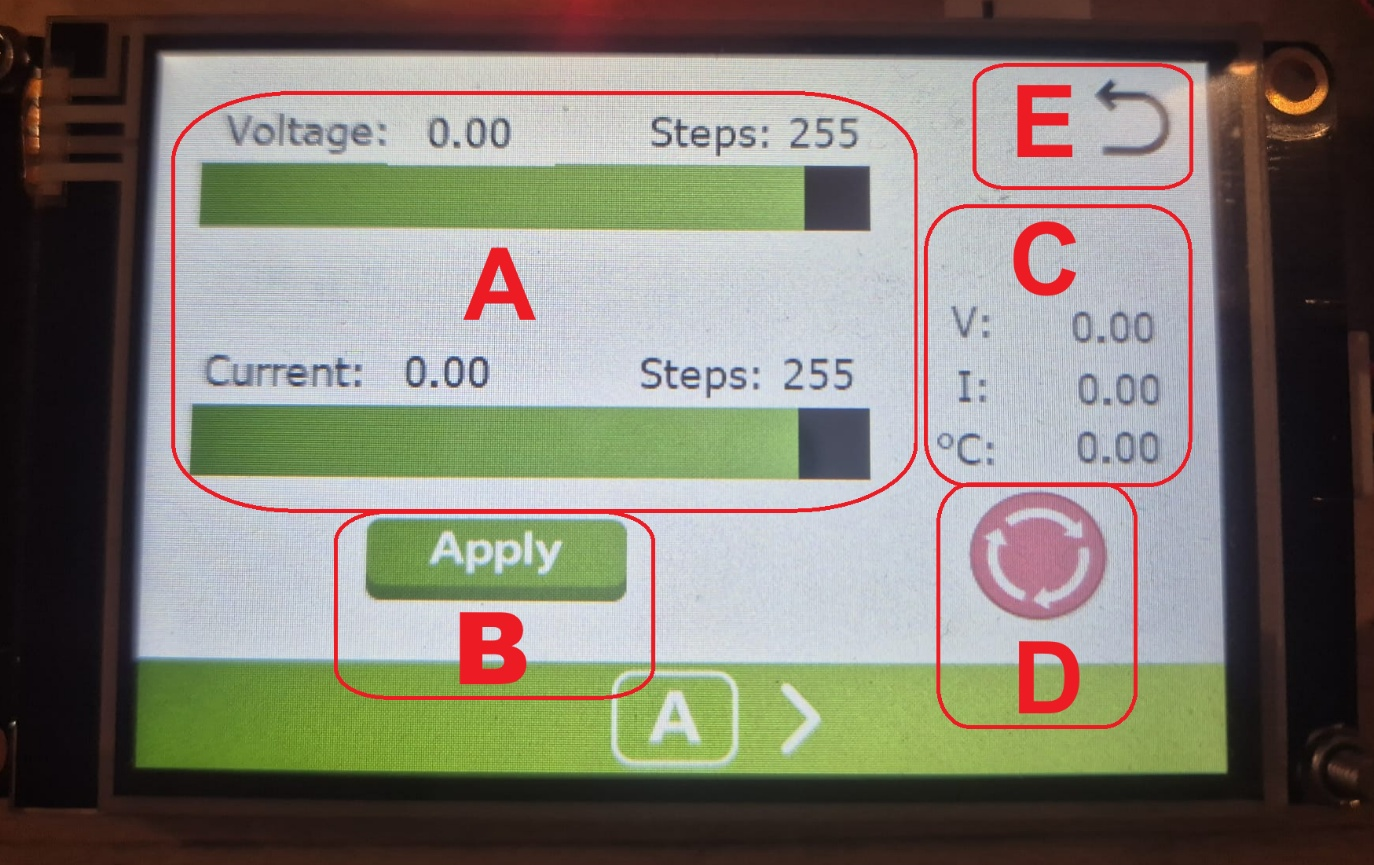 Voltage: 0.00 Steps: 255
E
A
C
V: 0.00
Current: 0.00 Steps: 255
I: 0.00
°C: 0.00
Apply
B
D
A >